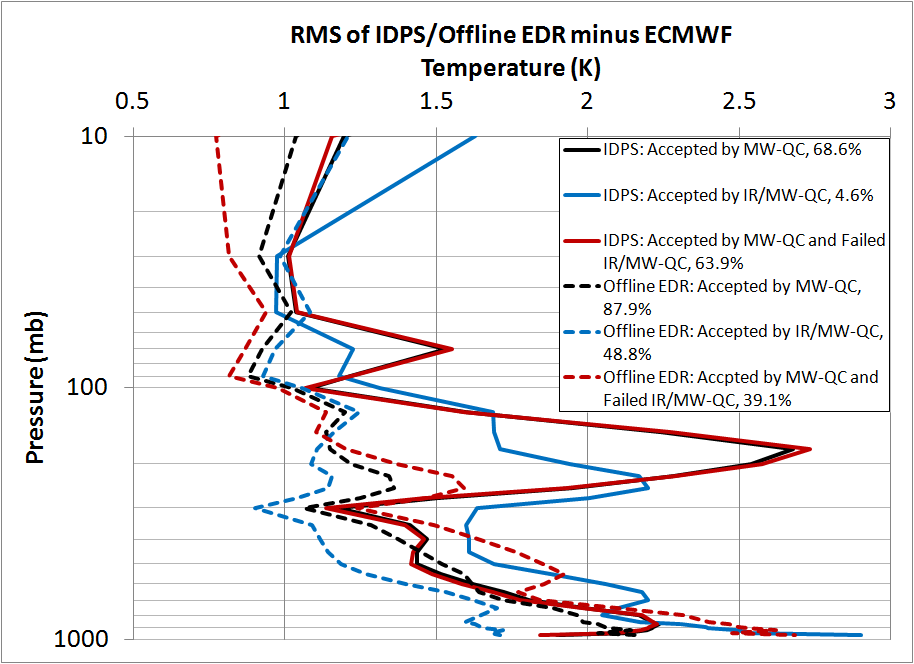 RMS of IDPS/Offline EDR minus ECMWF
Temperature (K)
0.5 1 1.5 2 2.5 3
10
100
1000
Pressure (mb)
IDPS: Accepted by MW-QC, 68.6%
IDPS: Accepted by IR/MW-QC, 4.6%
IDPS: Accepted by MW-QC and Failed
IR/MW-QC, 63.9%
Offline EDR: Accepted by MW-QC,
87.9%
Offline EDR: Accepted by IR/MW-QC,
48.8%
Offline EDR: Accpted by MW-QC and
Failed IR/MW-QC, 39.1%